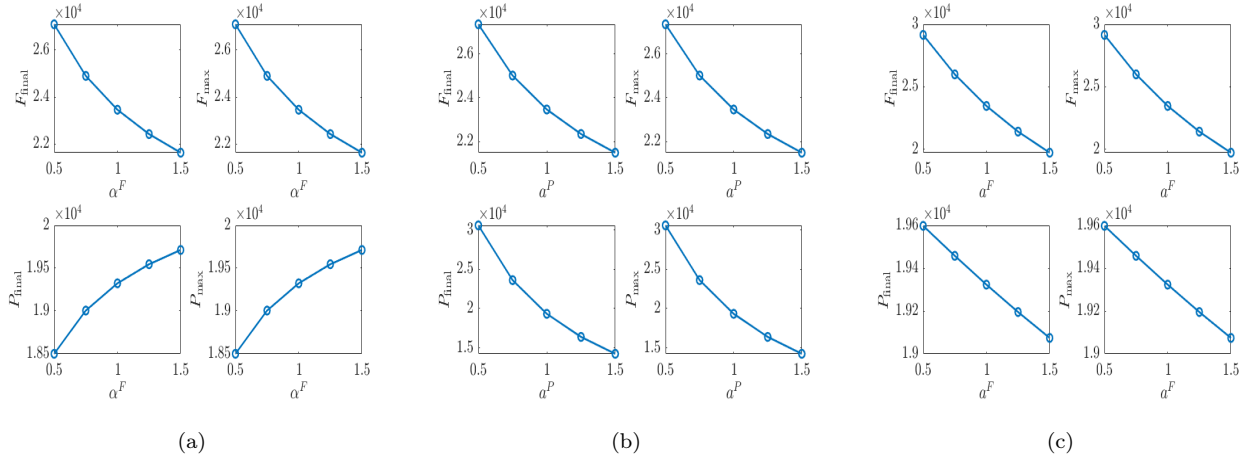 ×10⁴
2.6
2.4
2.2
F_final
0.5 1 1.5
α^F
×10⁴
2.6
2.4
2.2
F_max
0.5 1 1.5
α^F
×10⁴
2
1.95
1.9
1.85
P_final
0.5 1 1.5
α^F
×10⁴
2
1.95
1.9
1.85
P_max
0.5 1 1.5
α^F
(a)
×10⁴
2.6
2.4
2.2
F_final
0.5 1 1.5
a^P
×10⁴
2.6
2.4
2.2
F_max
0.5 1 1.5
a^P
×10⁴
3
2.5
2
1.5
P_final
0.5 1 1.5
a^P
×10⁴
3
2.5
2
1.5
P_max
0.5 1 1.5
a^P
(b)
×10⁴
3
2.5
2
F_final
0.5 1 1.5
a^F
×10⁴
3
2.5
2
F_max
0.5 1 1.5
a^F
×10⁴
1.96
1.94
1.92
1.9
P_final
0.5 1 1.5
a^F
×10⁴
1.96
1.94
1.92
1.9
P_max
0.5 1 1.5
a^F
(c)